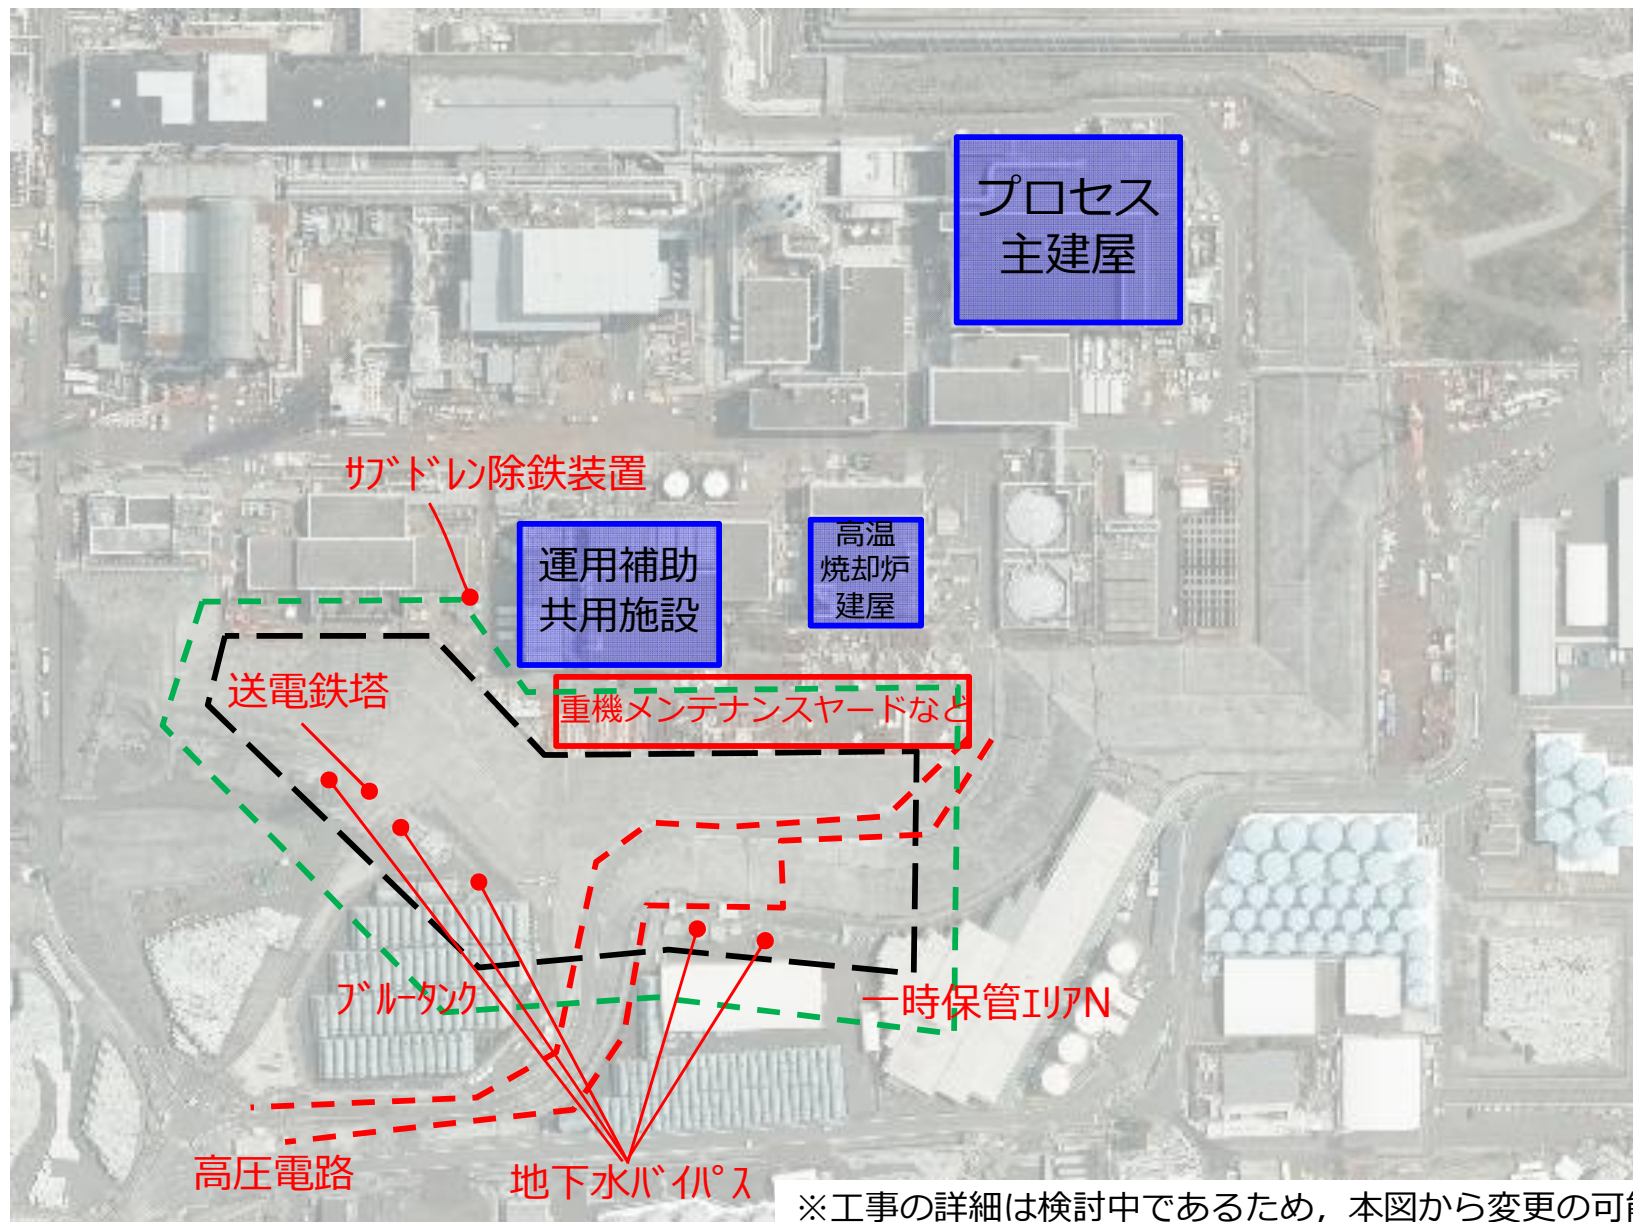 プロセス
主建屋
ｻﾌﾞﾄﾞﾚﾝ除鉄装置
運用補助
共用施設
高温
焼却炉
建屋
送電鉄塔
重機メンテナンスヤードなど
ﾌﾞﾙｰﾀﾝｸ
一時保管ｴﾘｱN
高圧電路
地下水ﾊﾞｲﾊﾟｽ
※工事の詳細は検討中であるため，本図から変更の可